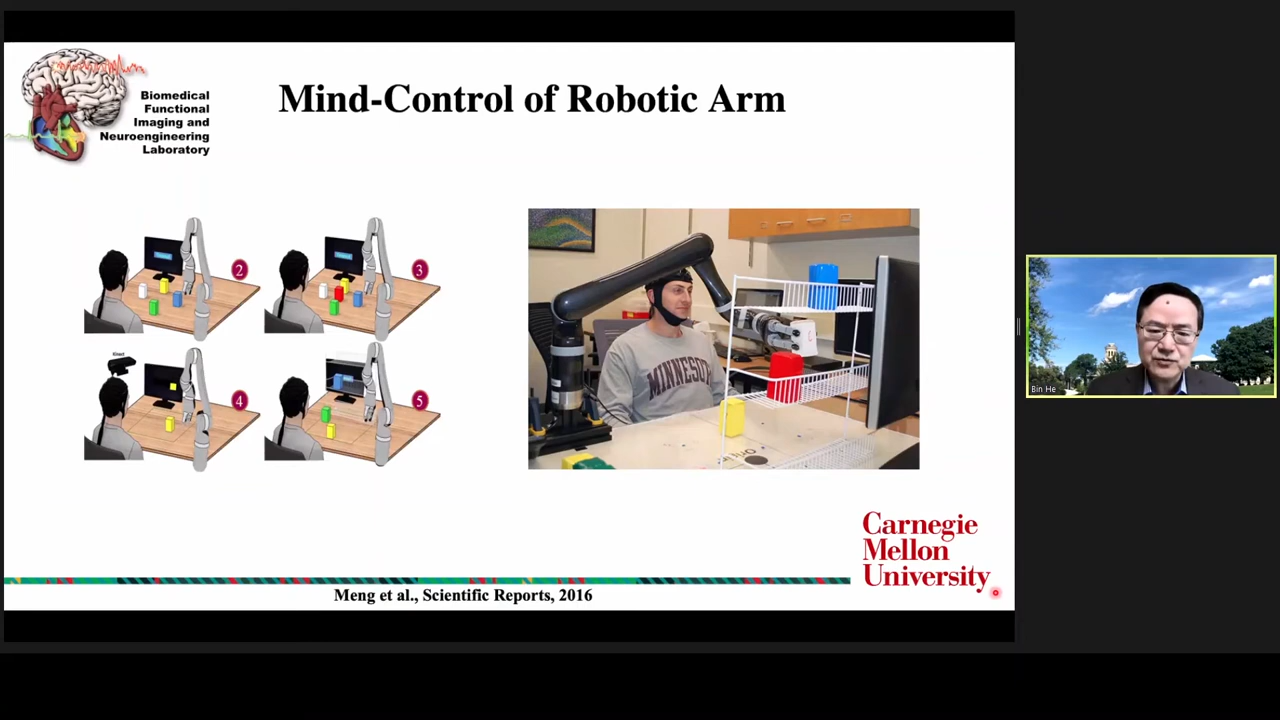 Biomedical
Functional
Imaging and
Neuroengineering
Laboratory
Mind-Control of Robotic Arm
2
3
Kinect
4
5
Carnegie
Mellon
University
Meng et al., Scientific Reports, 2016
Bin He